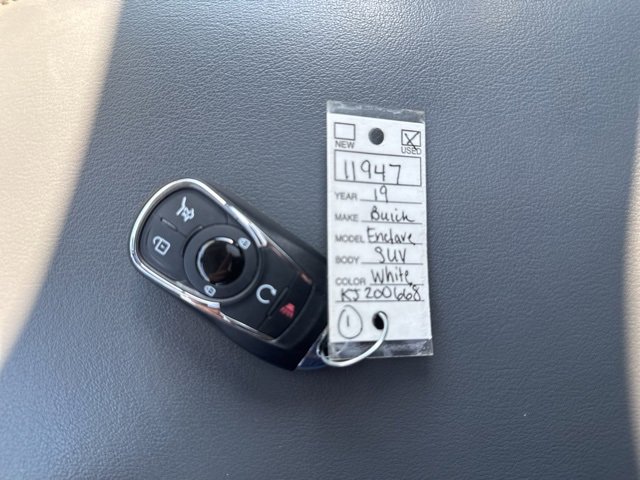 NEW USED
11947
YEAR 19
MAKE Buick
MODEL Enclave
BODY SUV
COLOR White
KJ200668
1